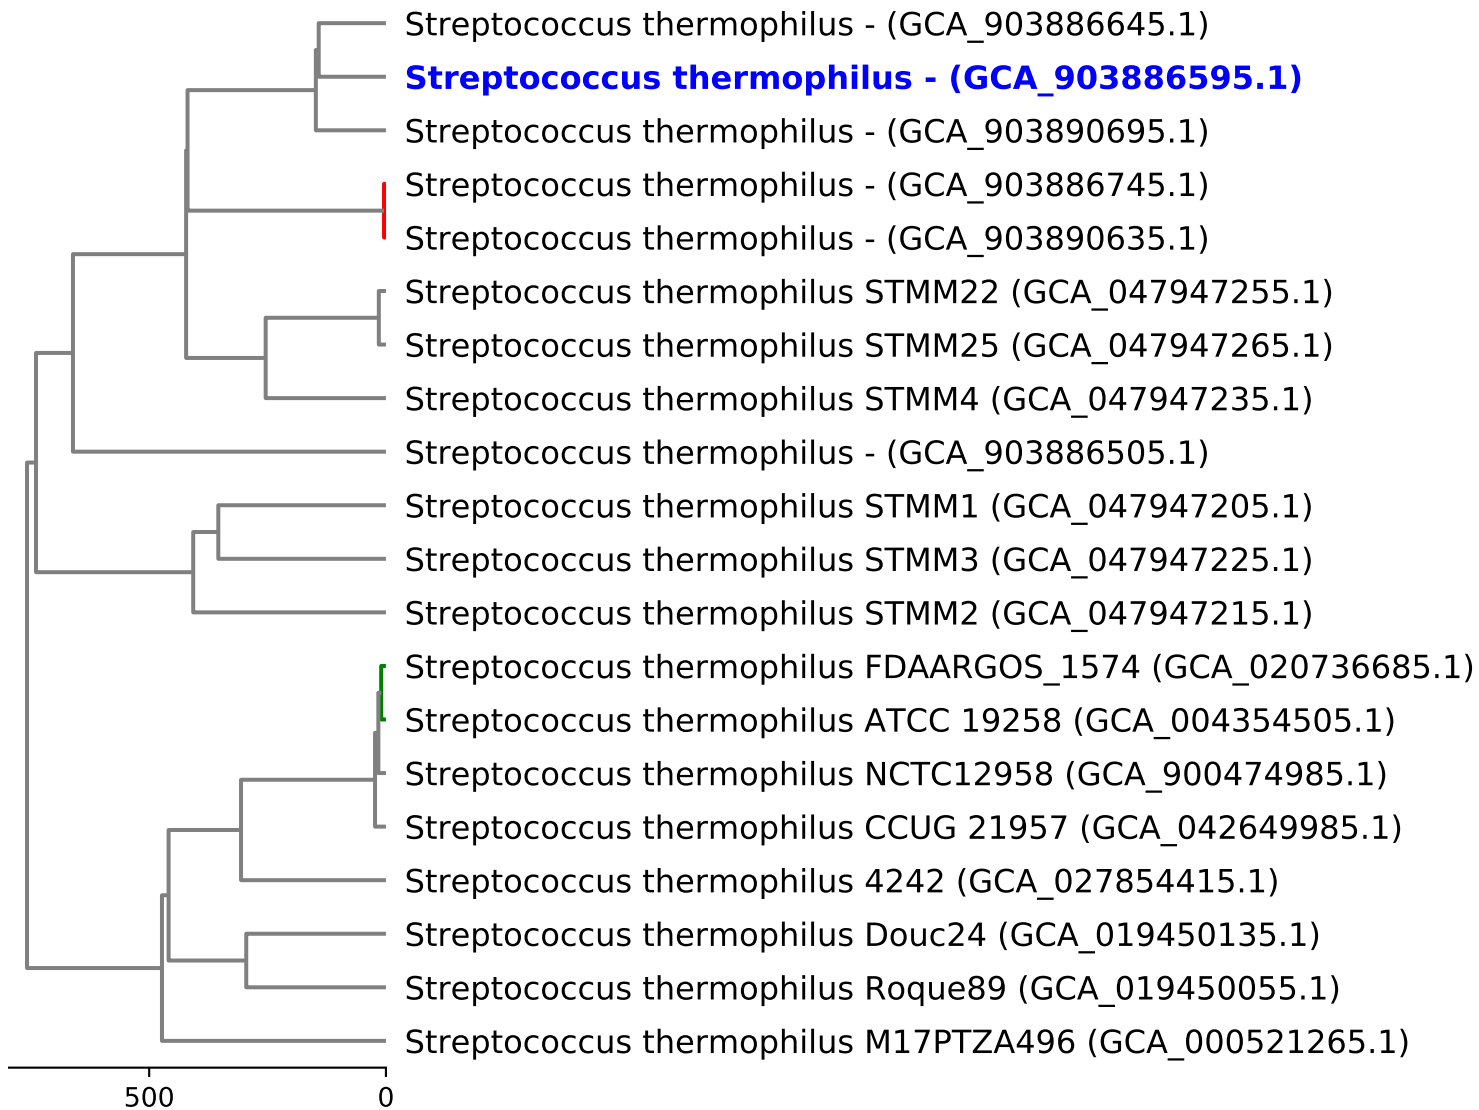 Streptococcus thermophilus - (GCA_903886645.1)
Streptococcus thermophilus - (GCA_903886595.1)
Streptococcus thermophilus - (GCA_903890695.1)
Streptococcus thermophilus - (GCA_903886745.1)
Streptococcus thermophilus - (GCA_903890635.1)
Streptococcus thermophilus STMM22 (GCA_047947255.1)
Streptococcus thermophilus STMM25 (GCA_047947265.1)
Streptococcus thermophilus STMM4 (GCA_047947235.1)
Streptococcus thermophilus - (GCA_903886505.1)
Streptococcus thermophilus STMM1 (GCA_047947205.1)
Streptococcus thermophilus STMM3 (GCA_047947225.1)
Streptococcus thermophilus STMM2 (GCA_047947215.1)
Streptococcus thermophilus FDAARGOS_1574 (GCA_020736685.1)
Streptococcus thermophilus ATCC 19258 (GCA_004354505.1)
Streptococcus thermophilus NCTC12958 (GCA_900474985.1)
Streptococcus thermophilus CCUG 21957 (GCA_042649985.1)
Streptococcus thermophilus 4242 (GCA_027854415.1)
Streptococcus thermophilus Douc24 (GCA_019450135.1)
Streptococcus thermophilus Roque89 (GCA_019450055.1)
Streptococcus thermophilus M17PTZA496 (GCA_000521265.1)
500 0